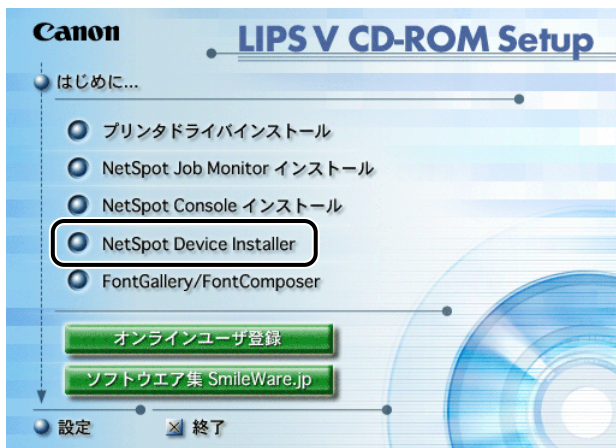 Canon
LIPS V CD-ROM Setup
はじめに...
プリンタドライバインストール
NetSpot Job Monitor インストール
NetSpot Console インストール
NetSpot Device Installer
FontGallery/FontComposer
オンラインユーザ登録
ソフトウエア集 SmileWare.jp
設定
終了